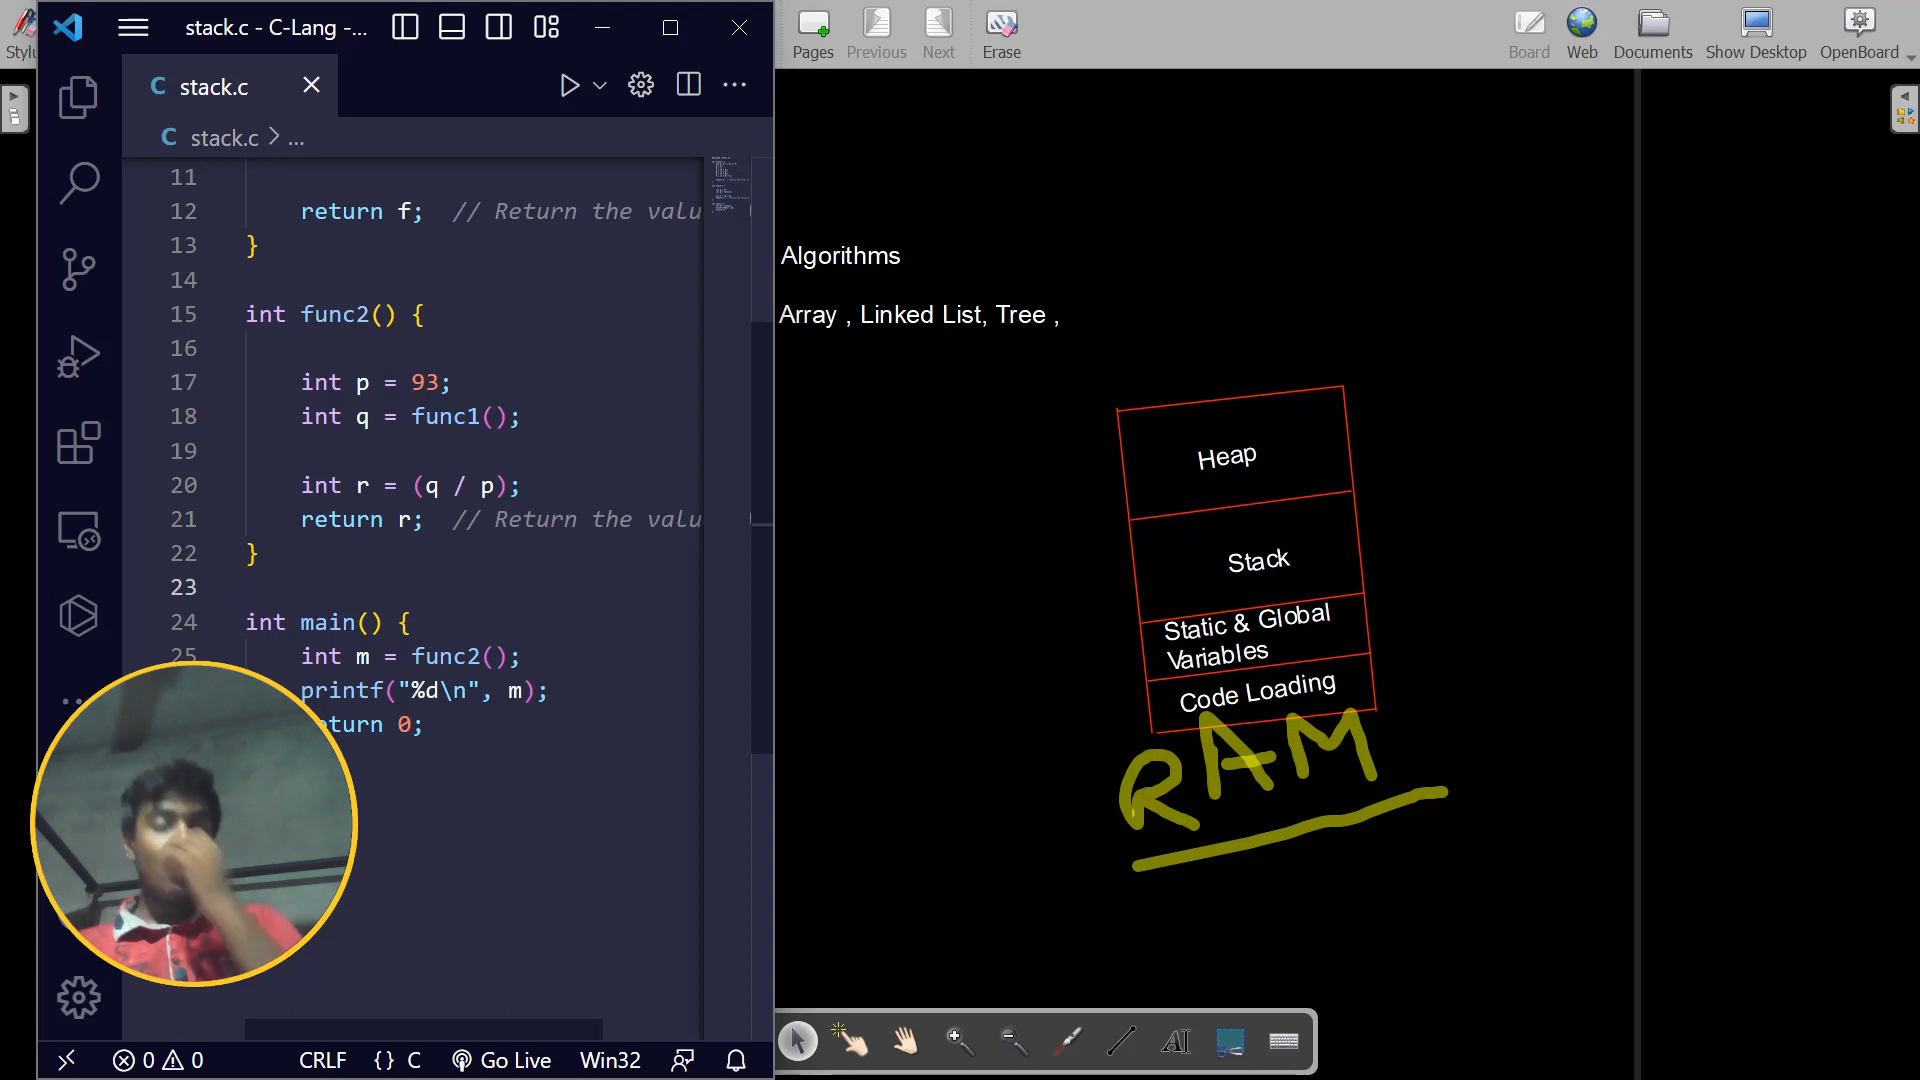 stack.c - C-Lang -...
Pages
Previous
Next
Erase
Board
Web
Documents
Show Desktop
OpenBoard
C stack.c
C stack.c > ...
11
12 return f; // Return the valu
13 }
14
15 int func2() {
16
17 int p = 93;
18 int q = func1();
19
20 int r = (q / p);
21 return r; // Return the valu
22 }
23
24 int main() {
25 int m = func2();
printf("%d\n", m);
turn 0;
Algorithms
Array , Linked List, Tree ,
Heap
Stack
Static & Global
Variables
Code Loading
RAM
0 0 CRLF {} C Go Live Win32